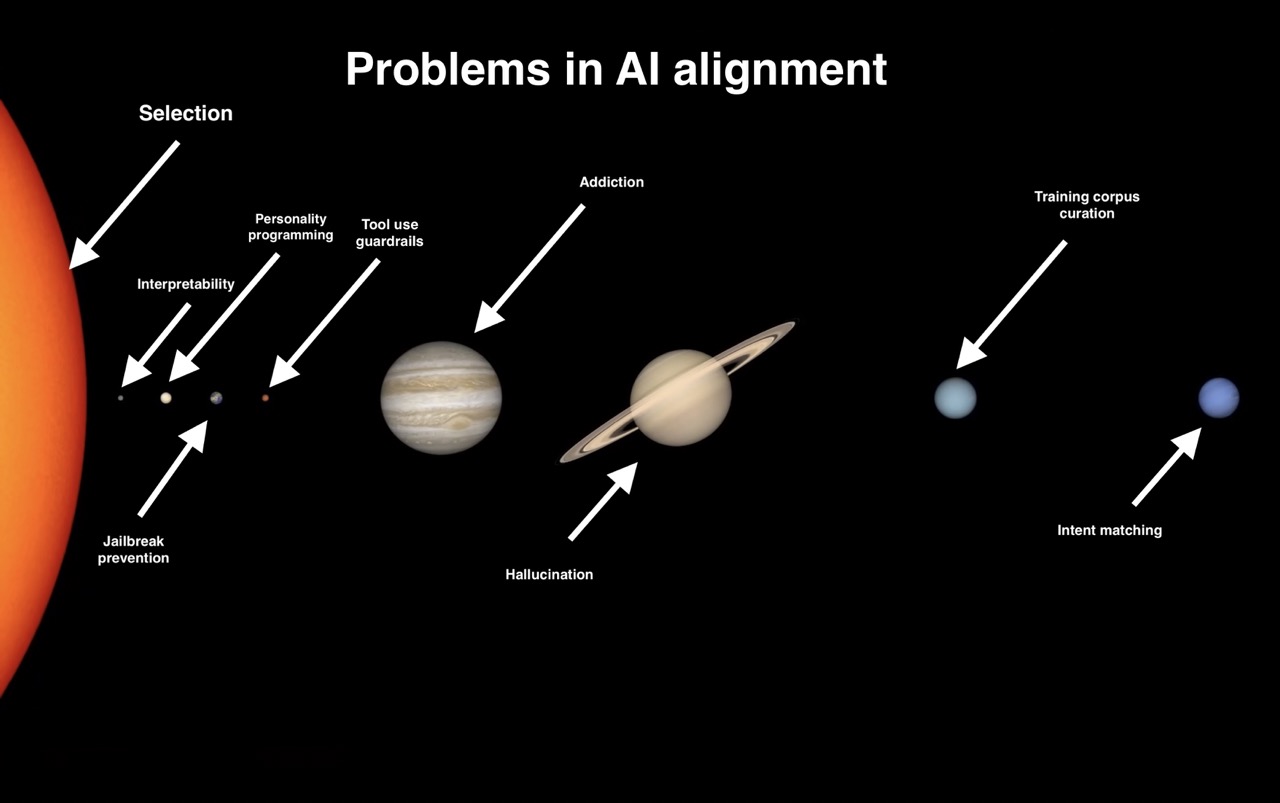 Problems in AI alignment
Selection
Addiction
Training corpus
curation
Personality
programming
Tool use
guardrails
Interpretability
Jailbreak
prevention
Hallucination
Intent matching